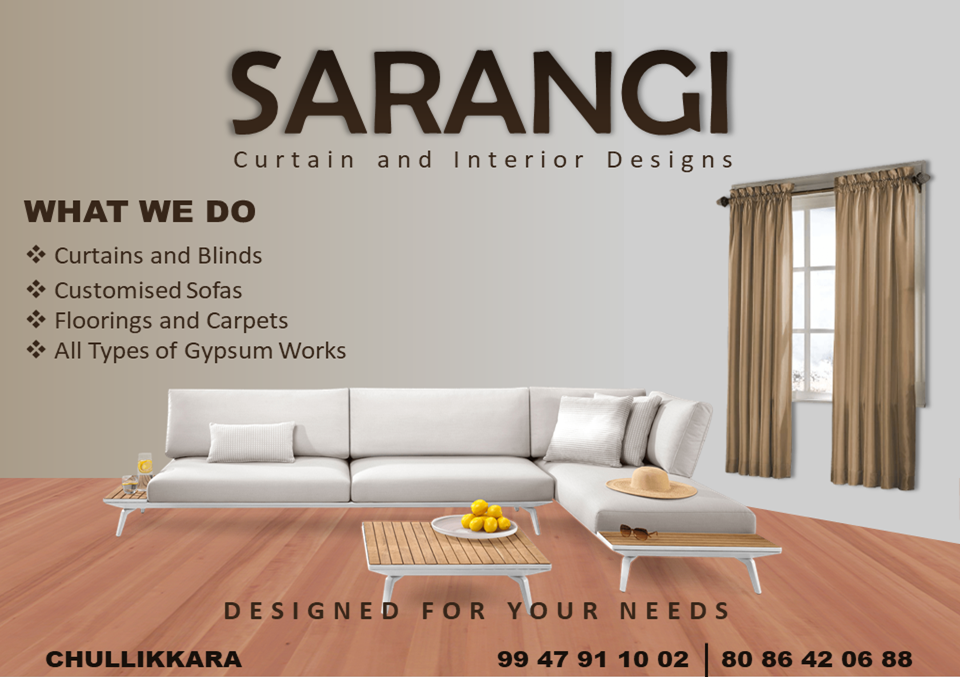 SARANGI
Curtain and Interior Designs
WHAT WE DO
❖ Curtains and Blinds
❖ Customised Sofas
❖ Floorings and Carpets
❖ All Types of Gypsum Works
DESIGNED FOR YOUR NEEDS
CHULLIKKARA
99 47 91 10 02 | 80 86 42 06 88